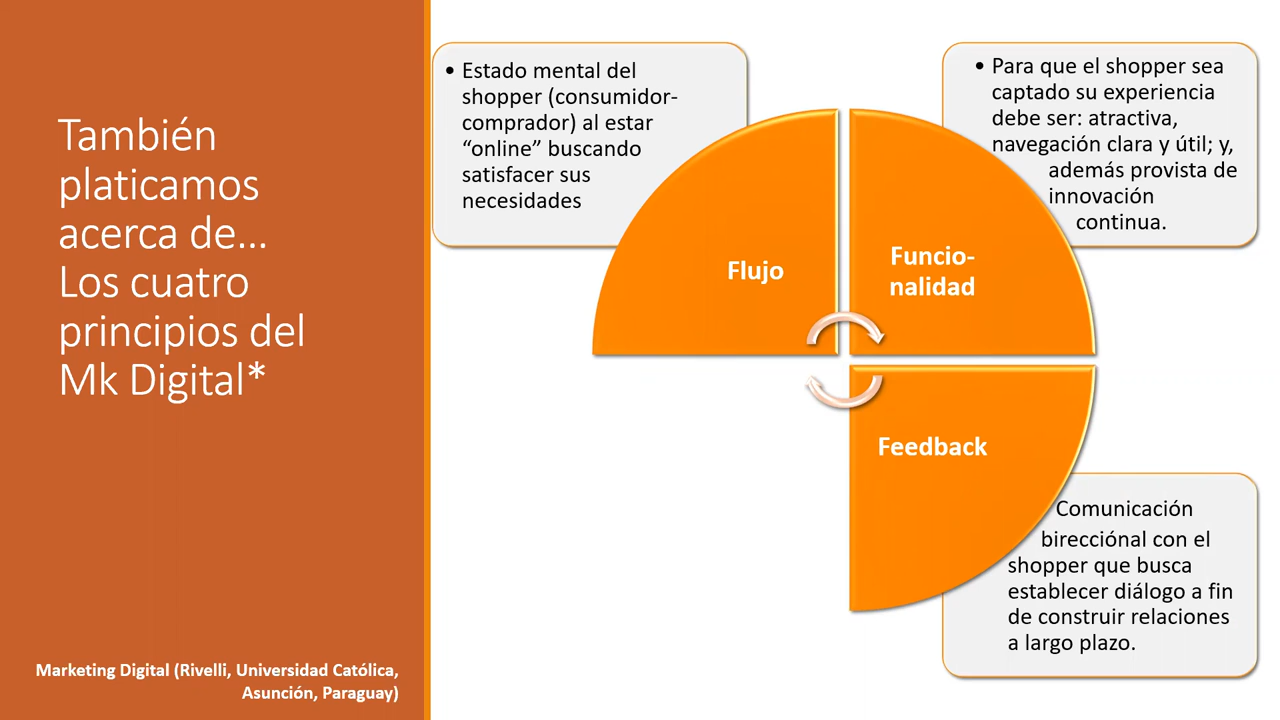 También
platicamos
acerca de...
Los cuatro
principios del
Mk Digital*
Marketing Digital (Rivelli, Universidad Católica,
Asunción, Paraguay)
• Estado mental del
shopper (consumidor-
comprador) al estar
“online” buscando
satisfacer sus
necesidades
Flujo
• Para que el shopper sea
captado su experiencia
debe ser: atractiva,
navegación clara y útil; y,
además provista de
innovación
continua.
Funcio-
nalidad
Feedback
Comunicación
birecciónal con el
shopper que busca
establecer diálogo a fin
de construir relaciones
a largo plazo.